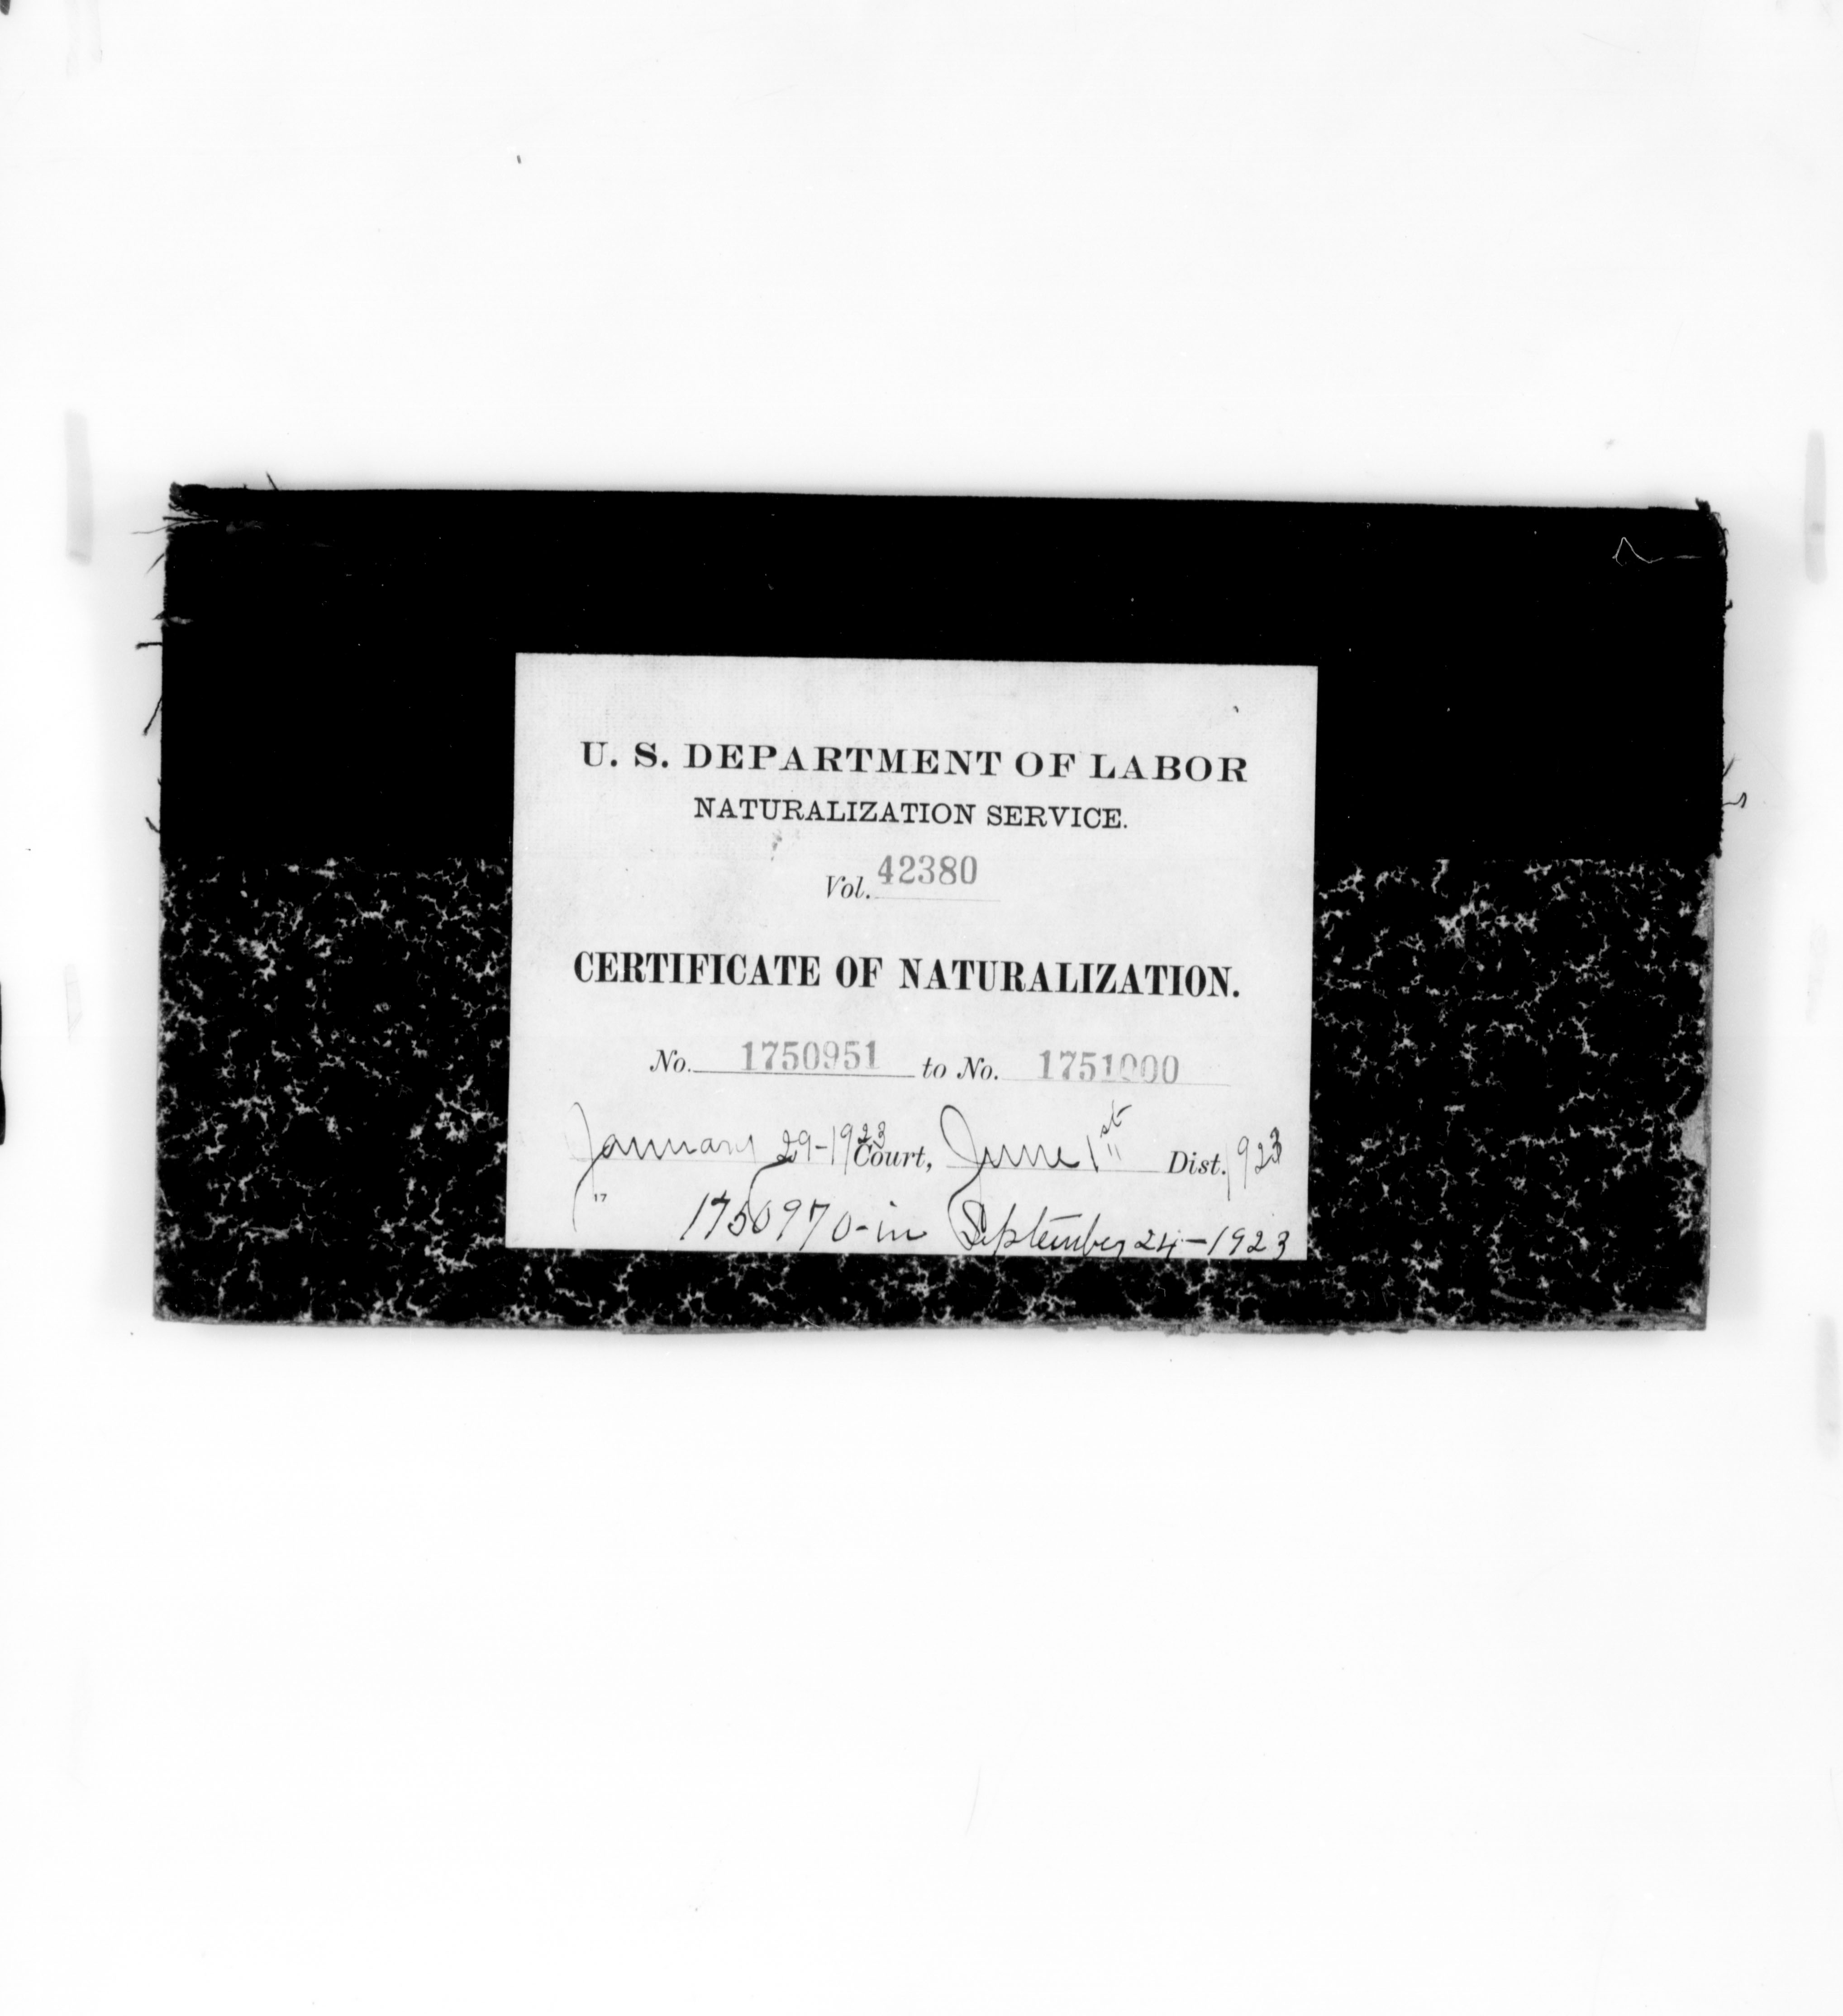 U. S. DEPARTMENT OF LABOR
NATURALIZATION SERVICE.
Vol. 42380
CERTIFICATE OF NATURALIZATION.
No. 1750951 to No. 1751000
January 29-1923 Court, June 1st Dist. 1923
17
1750970-in September 24-1923